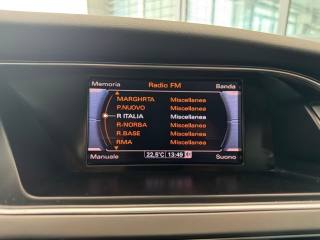 Memoria Radio FM Banda
MARGHRTA Miscellanea
P.NUOVO Miscellanea
R ITALIA Miscellanea
R-NORBA Miscellanea
R.BASE Miscellanea
RMA Miscellanea
Manuale 22,5°C 13:49 Suono